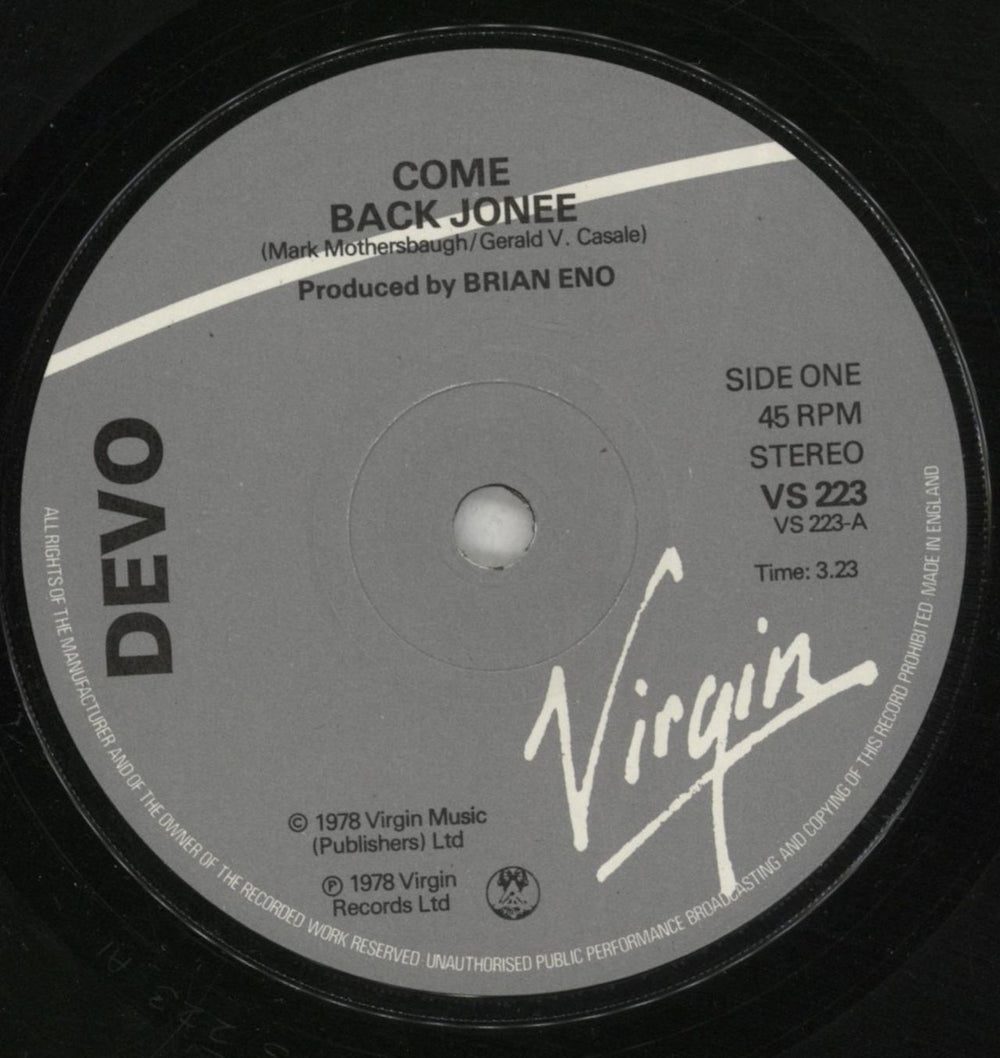 COME
BACK JONEE
(Mark Mothersbaugh/Gerald V. Casale)
Produced by BRIAN ENO
SIDE ONE
45 RPM
STEREO
VS 223
VS 223-A
Time: 3.23
DEVO
Virgin
© 1978 Virgin Music
(Publishers) Ltd
℗ 1978 Virgin
Records Ltd
ALL RIGHTS OF THE MANUFACTURER AND OF THE OWNER OF THE RECORDED WORK RESERVED UNAUTHORISED PUBLIC PERFORMANCE BROADCASTING AND COPYING OF THIS RECORD PROHIBITED MADE IN ENGLAND